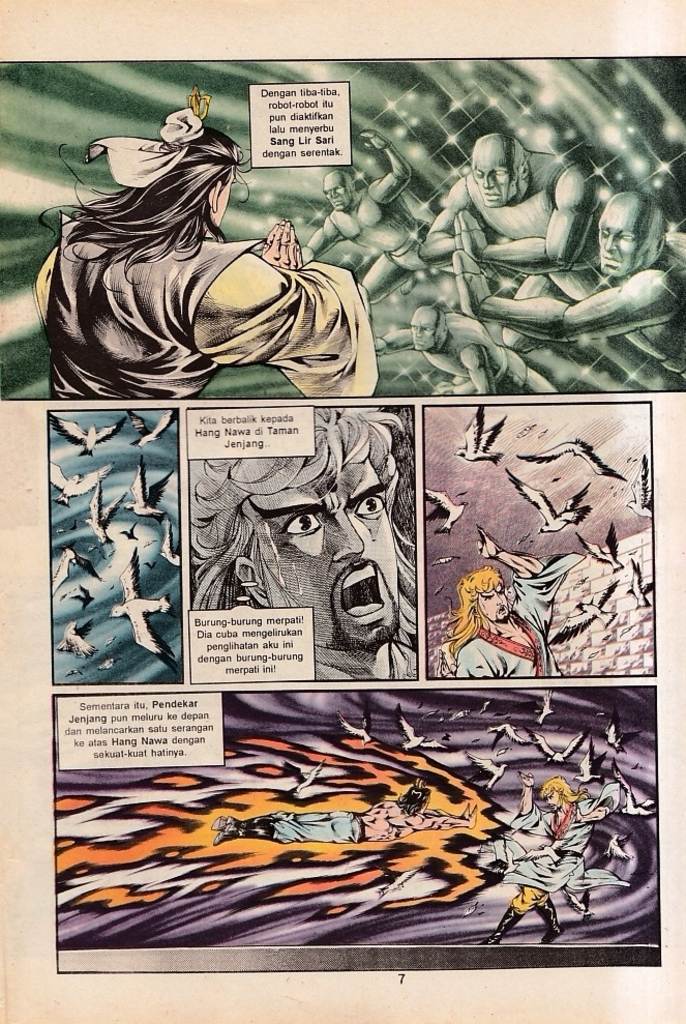 Dengan tiba-tiba,
robot-robot itu
pun diaktifkan
lalu menyerbu
Sang Lir Sari
dengan serentak.
Kita berbalik kepada
Hang Nawa di Taman
Jenjang..
Burung-burung merpati!
Dia cuba mengelirukan
penglihatan aku ini
dengan burung-burung
merpati ini!
Sementara itu, Pendekar
Jenjang pun meluru ke depan
dan melancarkan satu serangan
ke atas Hang Nawa dengan
sekuat-kuat hatinya.
7